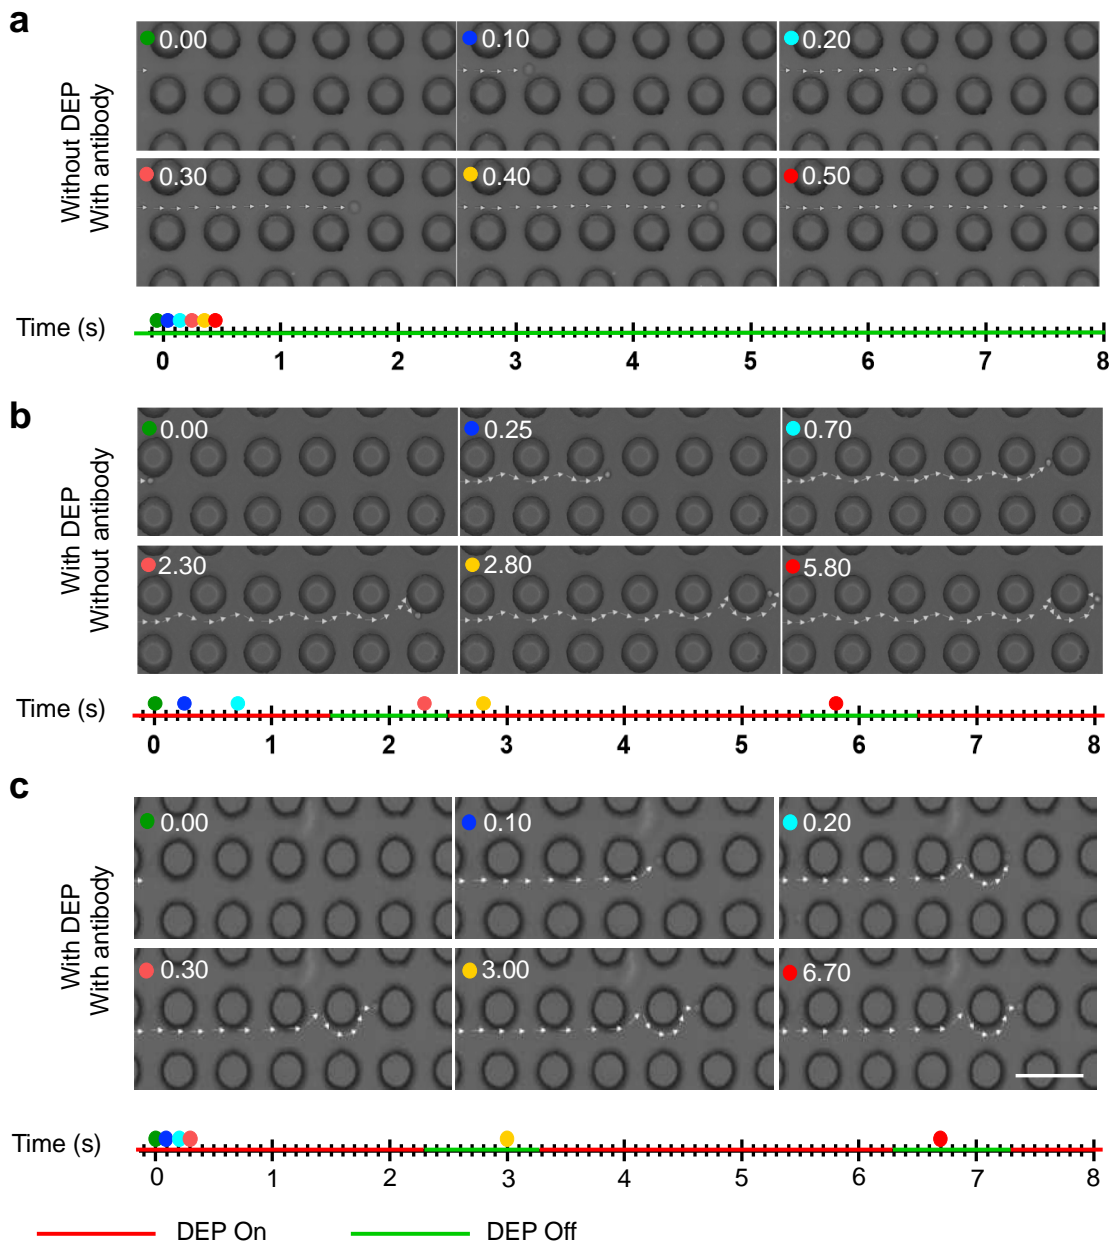 a
Without DEP
With antibody
0.00
0.10
0.20
0.30
0.40
0.50
Time (s)
0 1 2 3 4 5 6 7 8
b
With DEP
Without antibody
0.00
0.25
0.70
2.30
2.80
5.80
Time (s)
0 1 2 3 4 5 6 7 8
c
With DEP
With antibody
0.00
0.10
0.20
0.30
3.00
6.70
Time (s)
0 1 2 3 4 5 6 7 8
DEP On
DEP Off